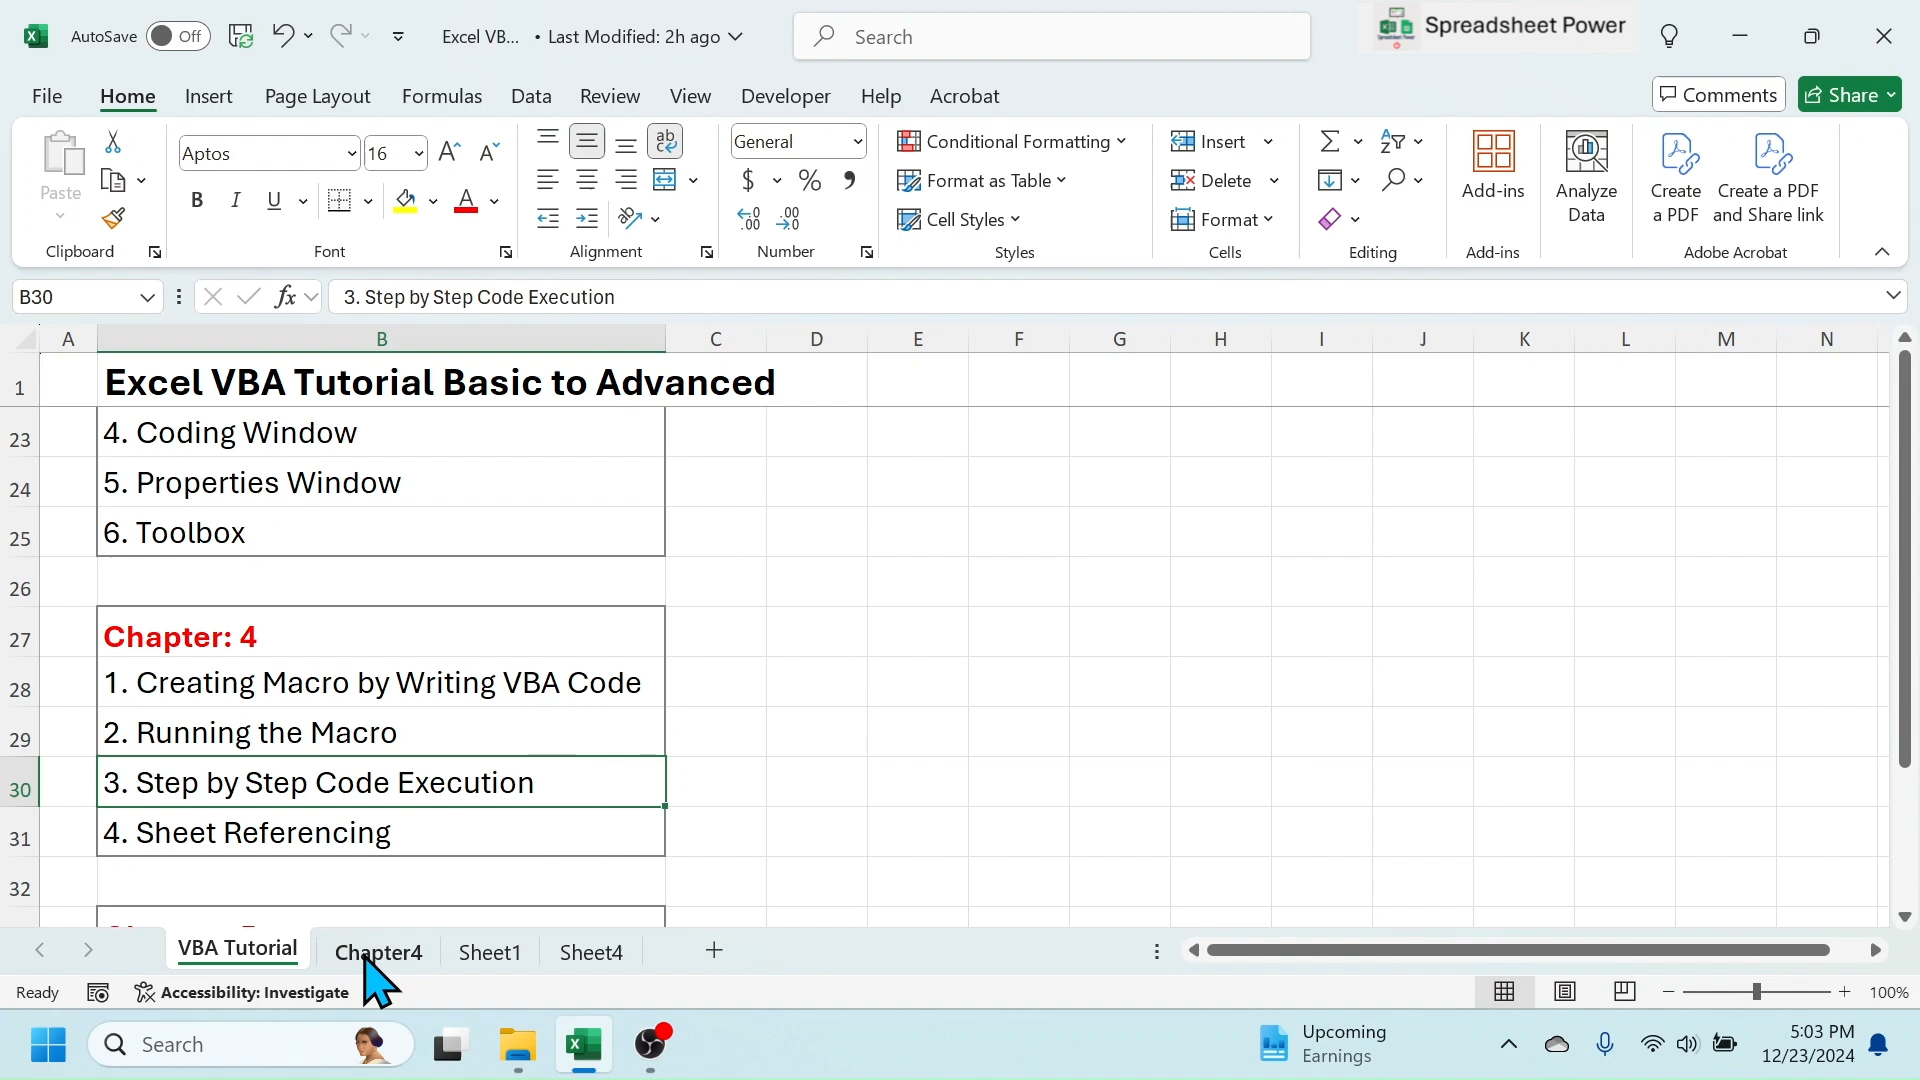 AutoSave Off Excel VB... • Last Modified: 2h ago Search Spreadsheet Power
File Home Insert Page Layout Formulas Data Review View Developer Help Acrobat Comments Share
Paste
Clipboard
Aptos 16
B I U A
Font
Alignment
General
$ % 9
Number
Conditional Formatting
Format as Table
Cell Styles
Styles
Insert
Delete
Format
Cells
Editing
Add-ins
Add-ins
Analyze
Data
Create
a PDF
Create a PDF
and Share link
Adobe Acrobat
B30 fx 3. Step by Step Code Execution
A B C D E F G H I J K L M N
1 Excel VBA Tutorial Basic to Advanced
23 4. Coding Window
24 5. Properties Window
25 6. Toolbox
26
27 Chapter: 4
28 1. Creating Macro by Writing VBA Code
29 2. Running the Macro
30 3. Step by Step Code Execution
31 4. Sheet Referencing
32
VBA Tutorial Chapter4 Sheet1 Sheet4
Ready Accessibility: Investigate 100%
Search
Upcoming
Earnings
5:03 PM
12/23/2024